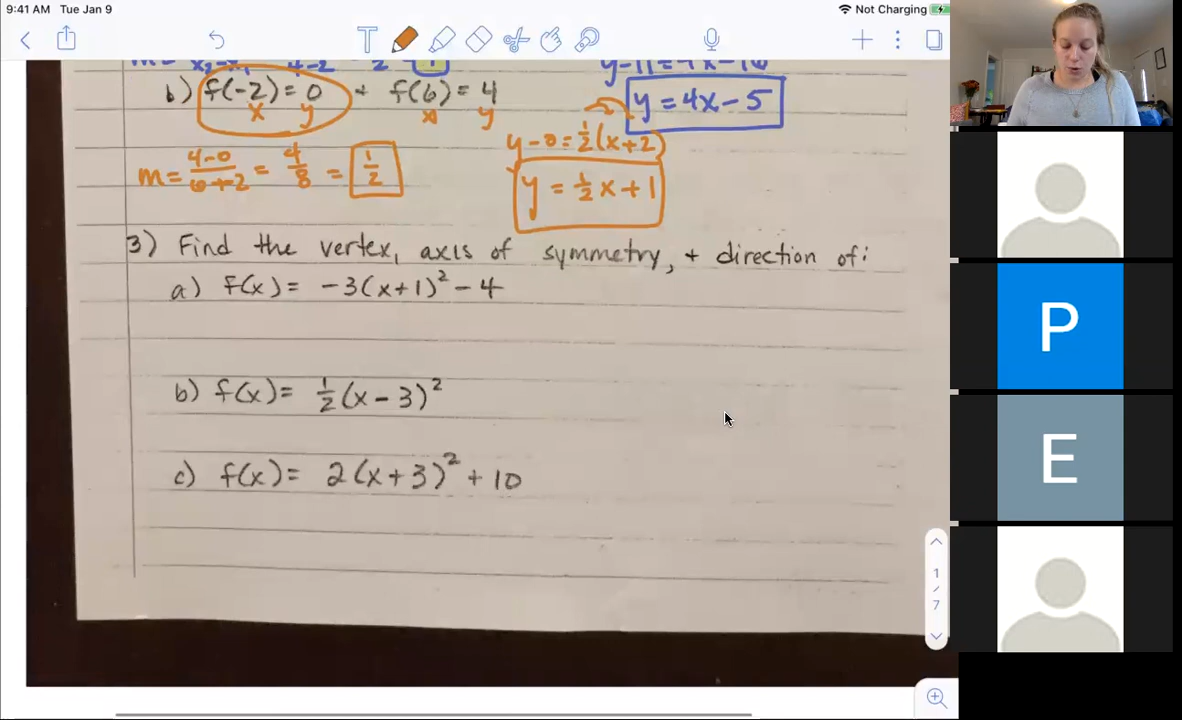 9:41 AM Tue Jan 9
Not Charging
T
b) f(-2) = 0 + f(6) = 4
x y x y
y = 4x - 5
y - 0 = 1/2 (x + 2)
m = 4-0/6+2 = 4/8 = 1/2
y = 1/2 x + 1
3) Find the vertex, axis of symmetry, + direction of:
a) f(x) = -3(x+1)² - 4
b) f(x) = 1/2 (x - 3)²
c) f(x) = 2(x+3)² + 10
P
E
1
/
7